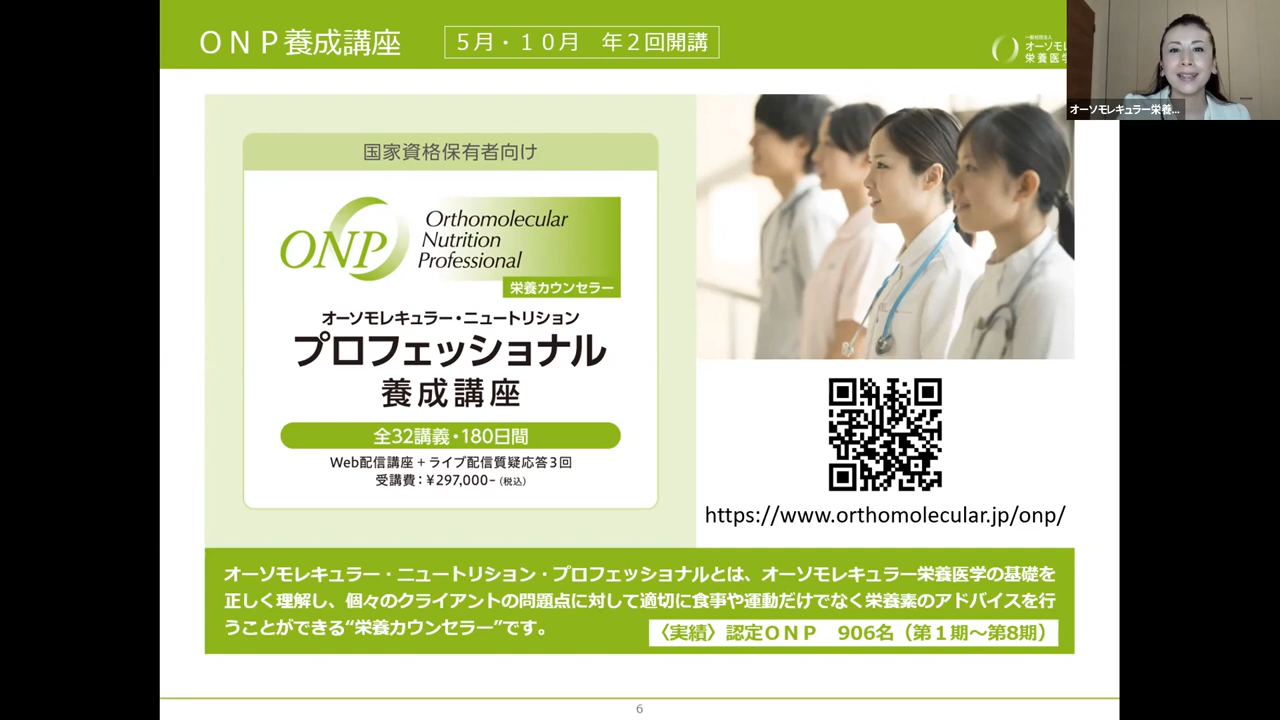 ONP養成講座
5月・10月　年2回開講
一般社団法人
オーソモレ
栄養医学
オーソモレキュラー栄養...
国家資格保有者向け
ONP
Orthomolecular
Nutrition
Professional
栄養カウンセラー
オーソモレキュラー・ニュートリション
プロフェッショナル
養成講座
全32講義・180日間
Web配信講座+ライブ配信質疑応答3回
受講費：¥297,000-（税込）
https://www.orthomolecular.jp/onp/
オーソモレキュラー・ニュートリション・プロフェッショナルとは、オーソモレキュラー栄養医学の基礎を
正しく理解し、個々のクライアントの問題点に対して適切に食事や運動だけでなく栄養素のアドバイスを行
うことができる“栄養カウンセラー”です。
〈実績〉認定ONP　906名（第1期〜第8期）
6